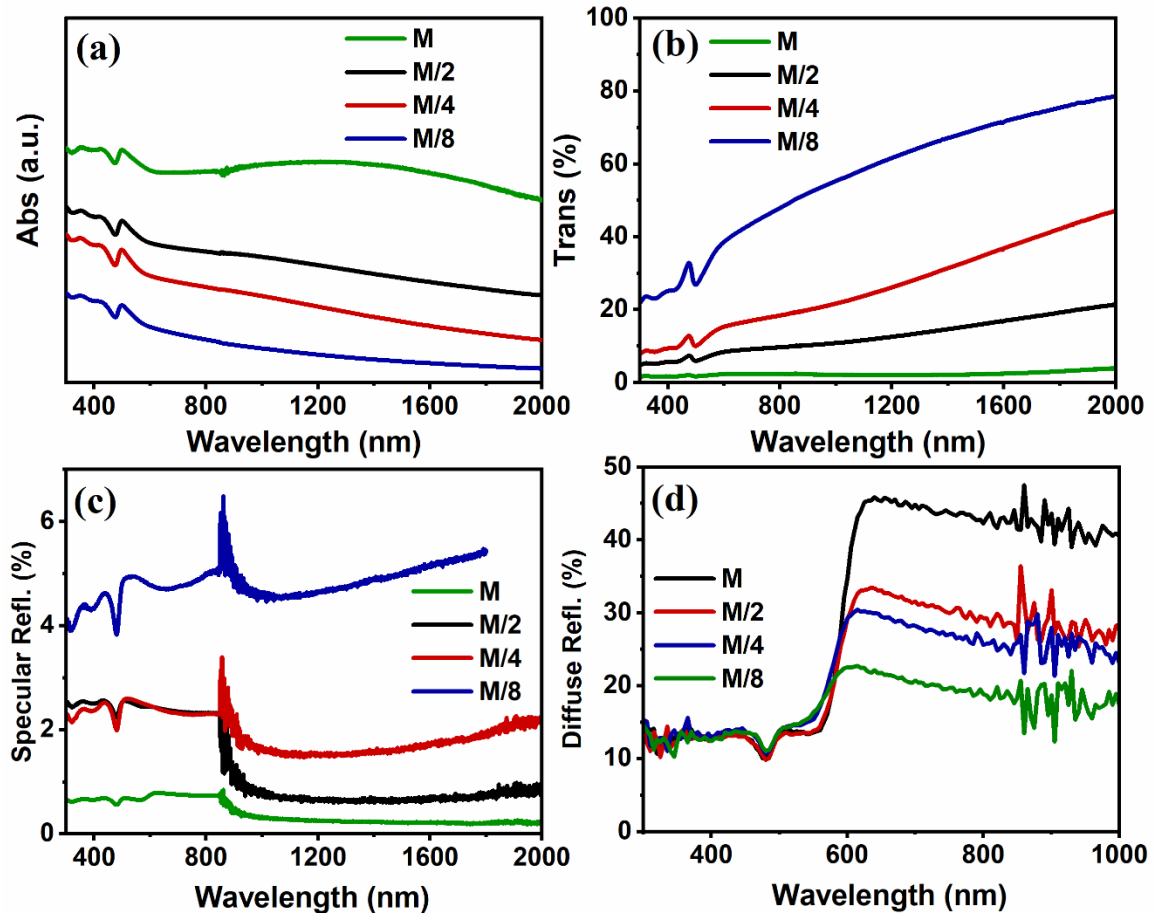 (a)
M
M/2
M/4
M/8
Abs (a.u.)
400 800 1200 1600 2000
Wavelength (nm)
(b)
M
M/2
M/4
M/8
Trans (%)
100
80
60
40
20
0
400 800 1200 1600 2000
Wavelength (nm)
(c)
M
M/2
M/4
M/8
Specular Refl. (%)
6
4
2
0
400 800 1200 1600 2000
Wavelength (nm)
(d)
M
M/2
M/4
M/8
Diffuse Refl. (%)
50
40
30
20
10
0
400 600 800 1000
Wavelength (nm)